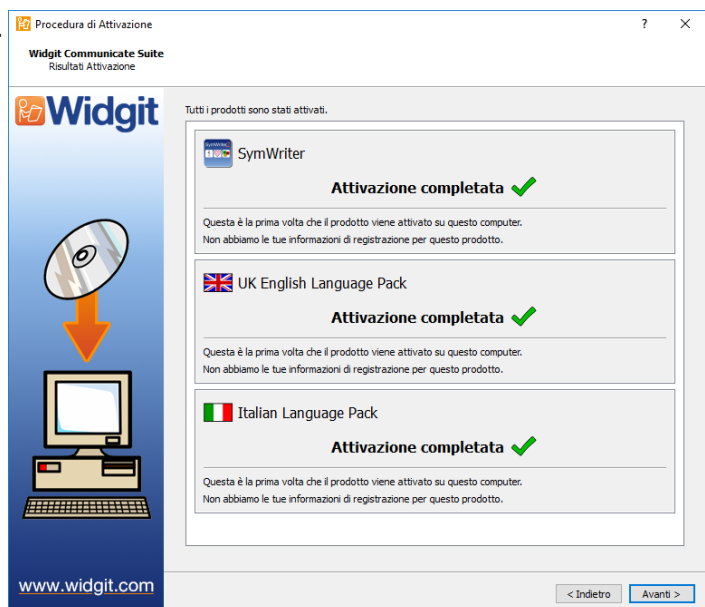 Procedura di Attivazione
Widgit Communicate Suite
Risultati Attivazione
Widgit
Tutti i prodotti sono stati attivati.
SymWriter
Attivazione completata
Questa è la prima volta che il prodotto viene attivato su questo computer.
Non abbiamo le tue informazioni di registrazione per questo prodotto.
UK English Language Pack
Attivazione completata
Questa è la prima volta che il prodotto viene attivato su questo computer.
Non abbiamo le tue informazioni di registrazione per questo prodotto.
Italian Language Pack
Attivazione completata
Questa è la prima volta che il prodotto viene attivato su questo computer.
Non abbiamo le tue informazioni di registrazione per questo prodotto.
www.widgit.com
< Indietro
Avanti >